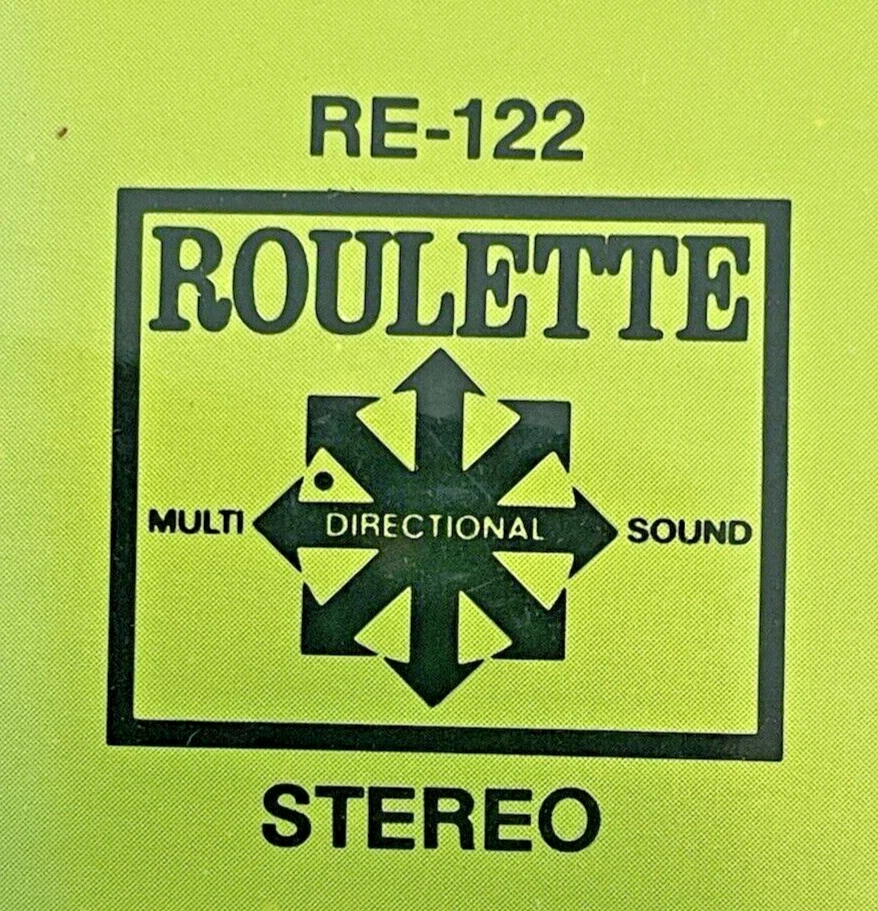 RE-122
ROULETTE
MULTI DIRECTIONAL SOUND
STEREO